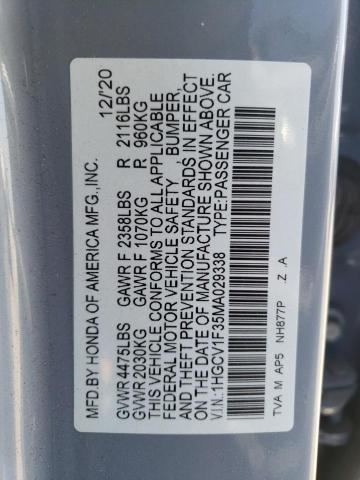 MFD.BY HONDA OF AMERICA MFG.,INC. 12/'20
GVWR 4475LBS GAWR F 2358LBS R 2116LBS
GVWR 2030KG GAWR F 1070KG R 960KG
THIS VEHICLE CONFORMS TO ALL APPLICABLE
FEDERAL MOTOR VEHICLE SAFETY , BUMPER,
AND THEFT PREVENTION STANDARDS IN EFFECT
ON THE DATE OF MANUFACTURE SHOWN ABOVE.
V.I.N.:1HGCV1F35MA029338 TYPE:PASSENGER CAR
TVA M AP5 NH877P .Z .A